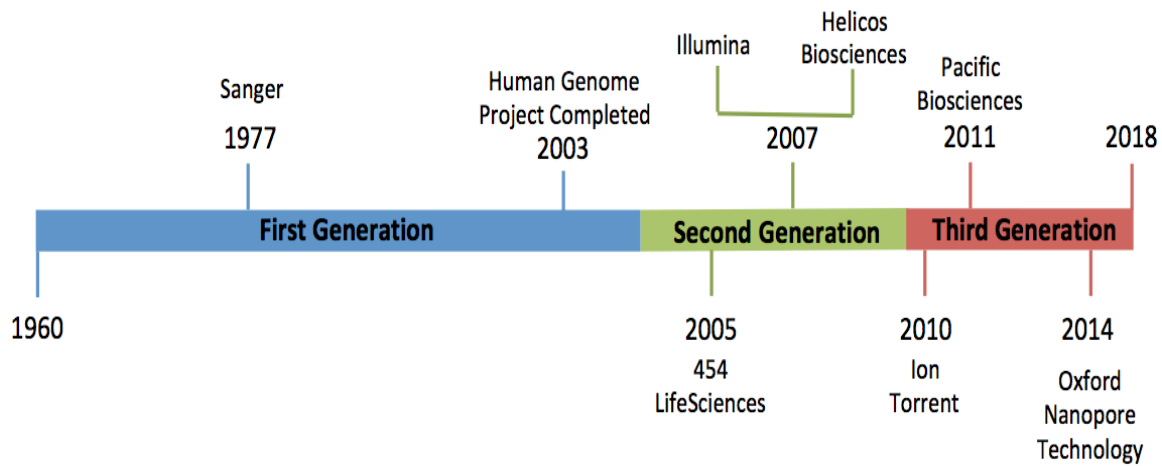 Illumina
Helicos
Biosciences
Sanger
1977
Human Genome
Project Completed
2003
2007
Pacific
Biosciences
2011
2018
First Generation
Second Generation
Third Generation
1960
2005
454
LifeSciences
2010
Ion
Torrent
2014
Oxford
Nanopore
Technology